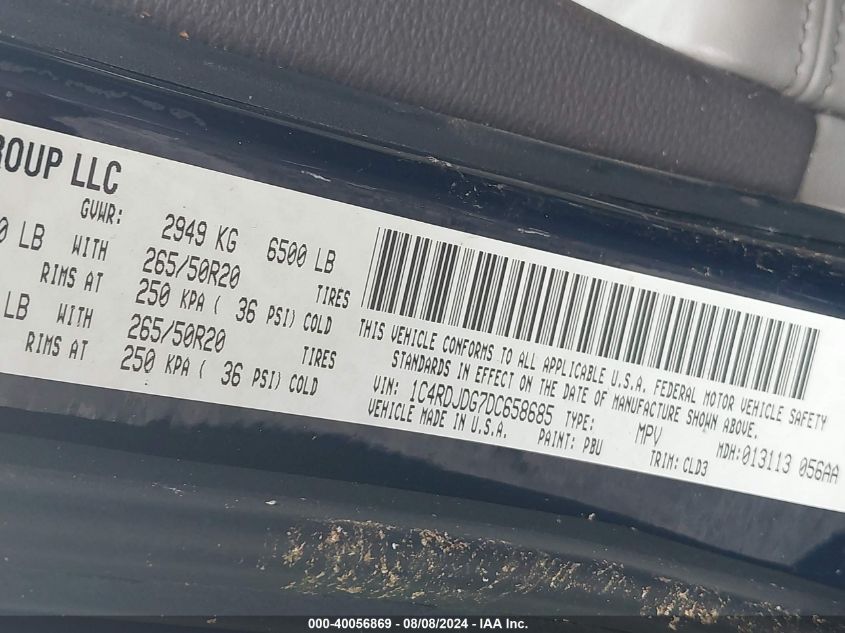 ROUP LLC
GVWR: 2949 KG 6500 LB
0 LB WITH 265/50R20 TIRES
RIMS AT 250 KPA ( 36 PSI) COLD
LB WITH 265/50R20 TIRES
RIMS AT 250 KPA ( 36 PSI) COLD
THIS VEHICLE CONFORMS TO ALL APPLICABLE U.S.A. FEDERAL MOTOR VEHICLE SAFETY
STANDARDS IN EFFECT ON THE DATE OF MANUFACTURE SHOWN ABOVE.
VIN: 1C4RDJDG7DC658685 TYPE: MPV MDH:013113 056AA
VEHICLE MADE IN U.S.A. PAINT: PBU TRIM: CLD3
000-40056869 - 08/08/2024 - IAA Inc.